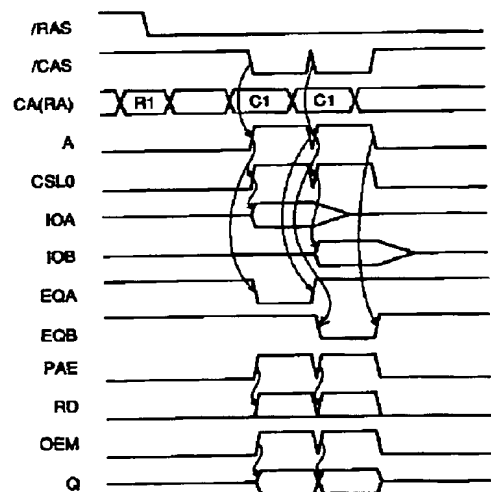 /RAS
/CAS
CA(RA) R1 C1 C1
A
CSL0
IOA
IOB
EQA
EQB
PAE
RD
OEM
Q